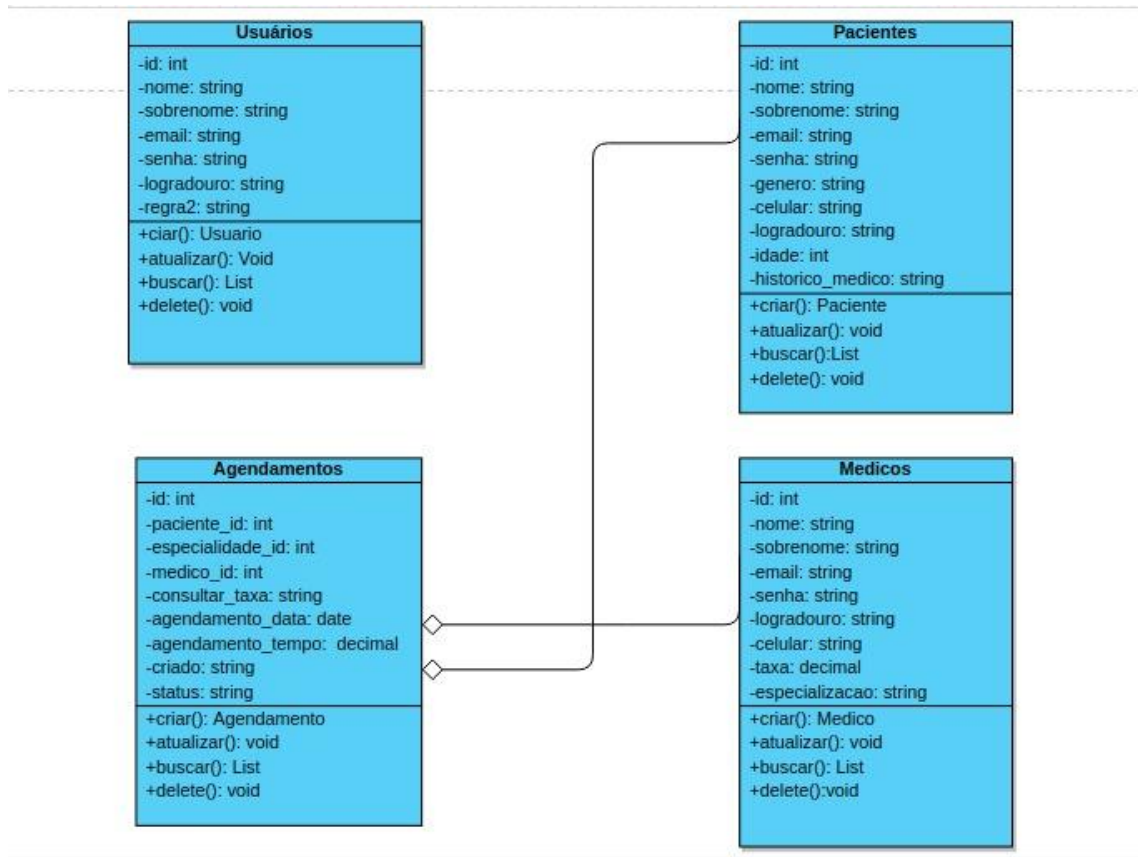 Usuários
-id: int
-nome: string
-sobrenome: string
-email: string
-senha: string
-logradouro: string
-regra2: string
+ciar(): Usuario
+atualizar(): Void
+buscar(): List
+delete(): void
Pacientes
-id: int
-nome: string
-sobrenome: string
-email: string
-senha: string
-genero: string
-celular: string
-logradouro: string
-idade: int
-historico_medico: string
+criar(): Paciente
+atualizar(): void
+buscar():List
+delete(): void
Agendamentos
-id: int
-paciente_id: int
-especialidade_id: int
-medico_id: int
-consultar_taxa: string
-agendamento_data: date
-agendamento_tempo:  decimal
-criado: string
-status: string
+criar(): Agendamento
+atualizar(): void
+buscar(): List
+delete(): void
Medicos
-id: int
-nome: string
-sobrenome: string
-email: string
-senha: string
-logradouro: string
-celular: string
-taxa: decimal
-especializacao: string
+criar(): Medico
+atualizar(): void
+buscar(): List
+delete():void